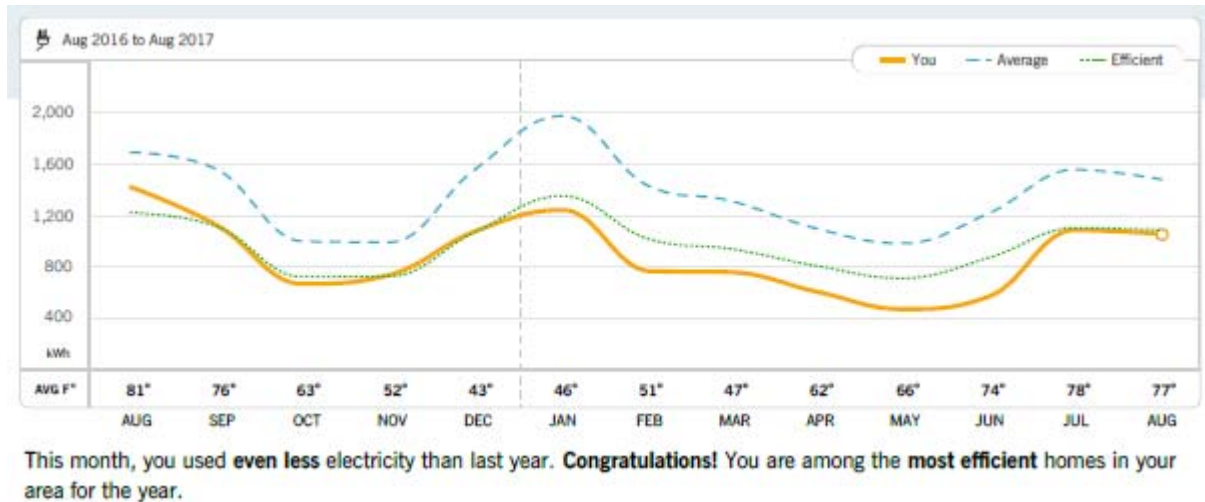 Aug 2016 to Aug 2017
You Average Efficient
2,000
1,600
1,200
800
400
kWh
AVG F° 81° 76° 63° 52° 43° 46° 51° 47° 62° 66° 74° 78° 77°
AUG SEP OCT NOV DEC JAN FEB MAR APR MAY JUN JUL AUG
This month, you used even less electricity than last year. Congratulations! You are among the most efficient homes in your
area for the year.